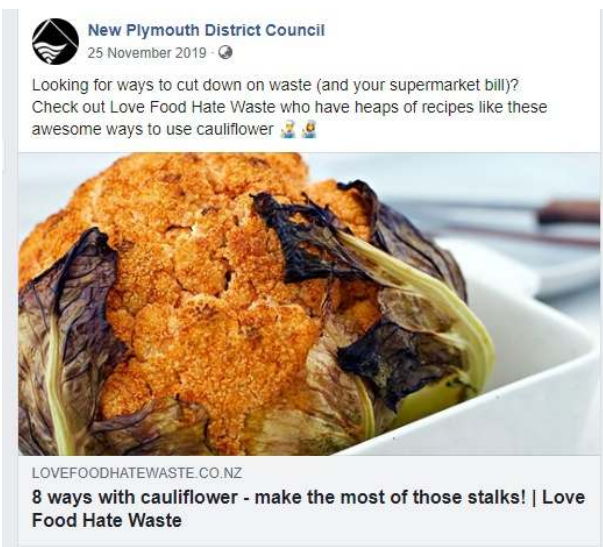 New Plymouth District Council
25 November 2019 ·
Looking for ways to cut down on waste (and your supermarket bill)?
Check out Love Food Hate Waste who have heaps of recipes like these
awesome ways to use cauliflower
LOVEFOODHATEWASTE.CO.NZ
8 ways with cauliflower - make the most of those stalks! | Love
Food Hate Waste